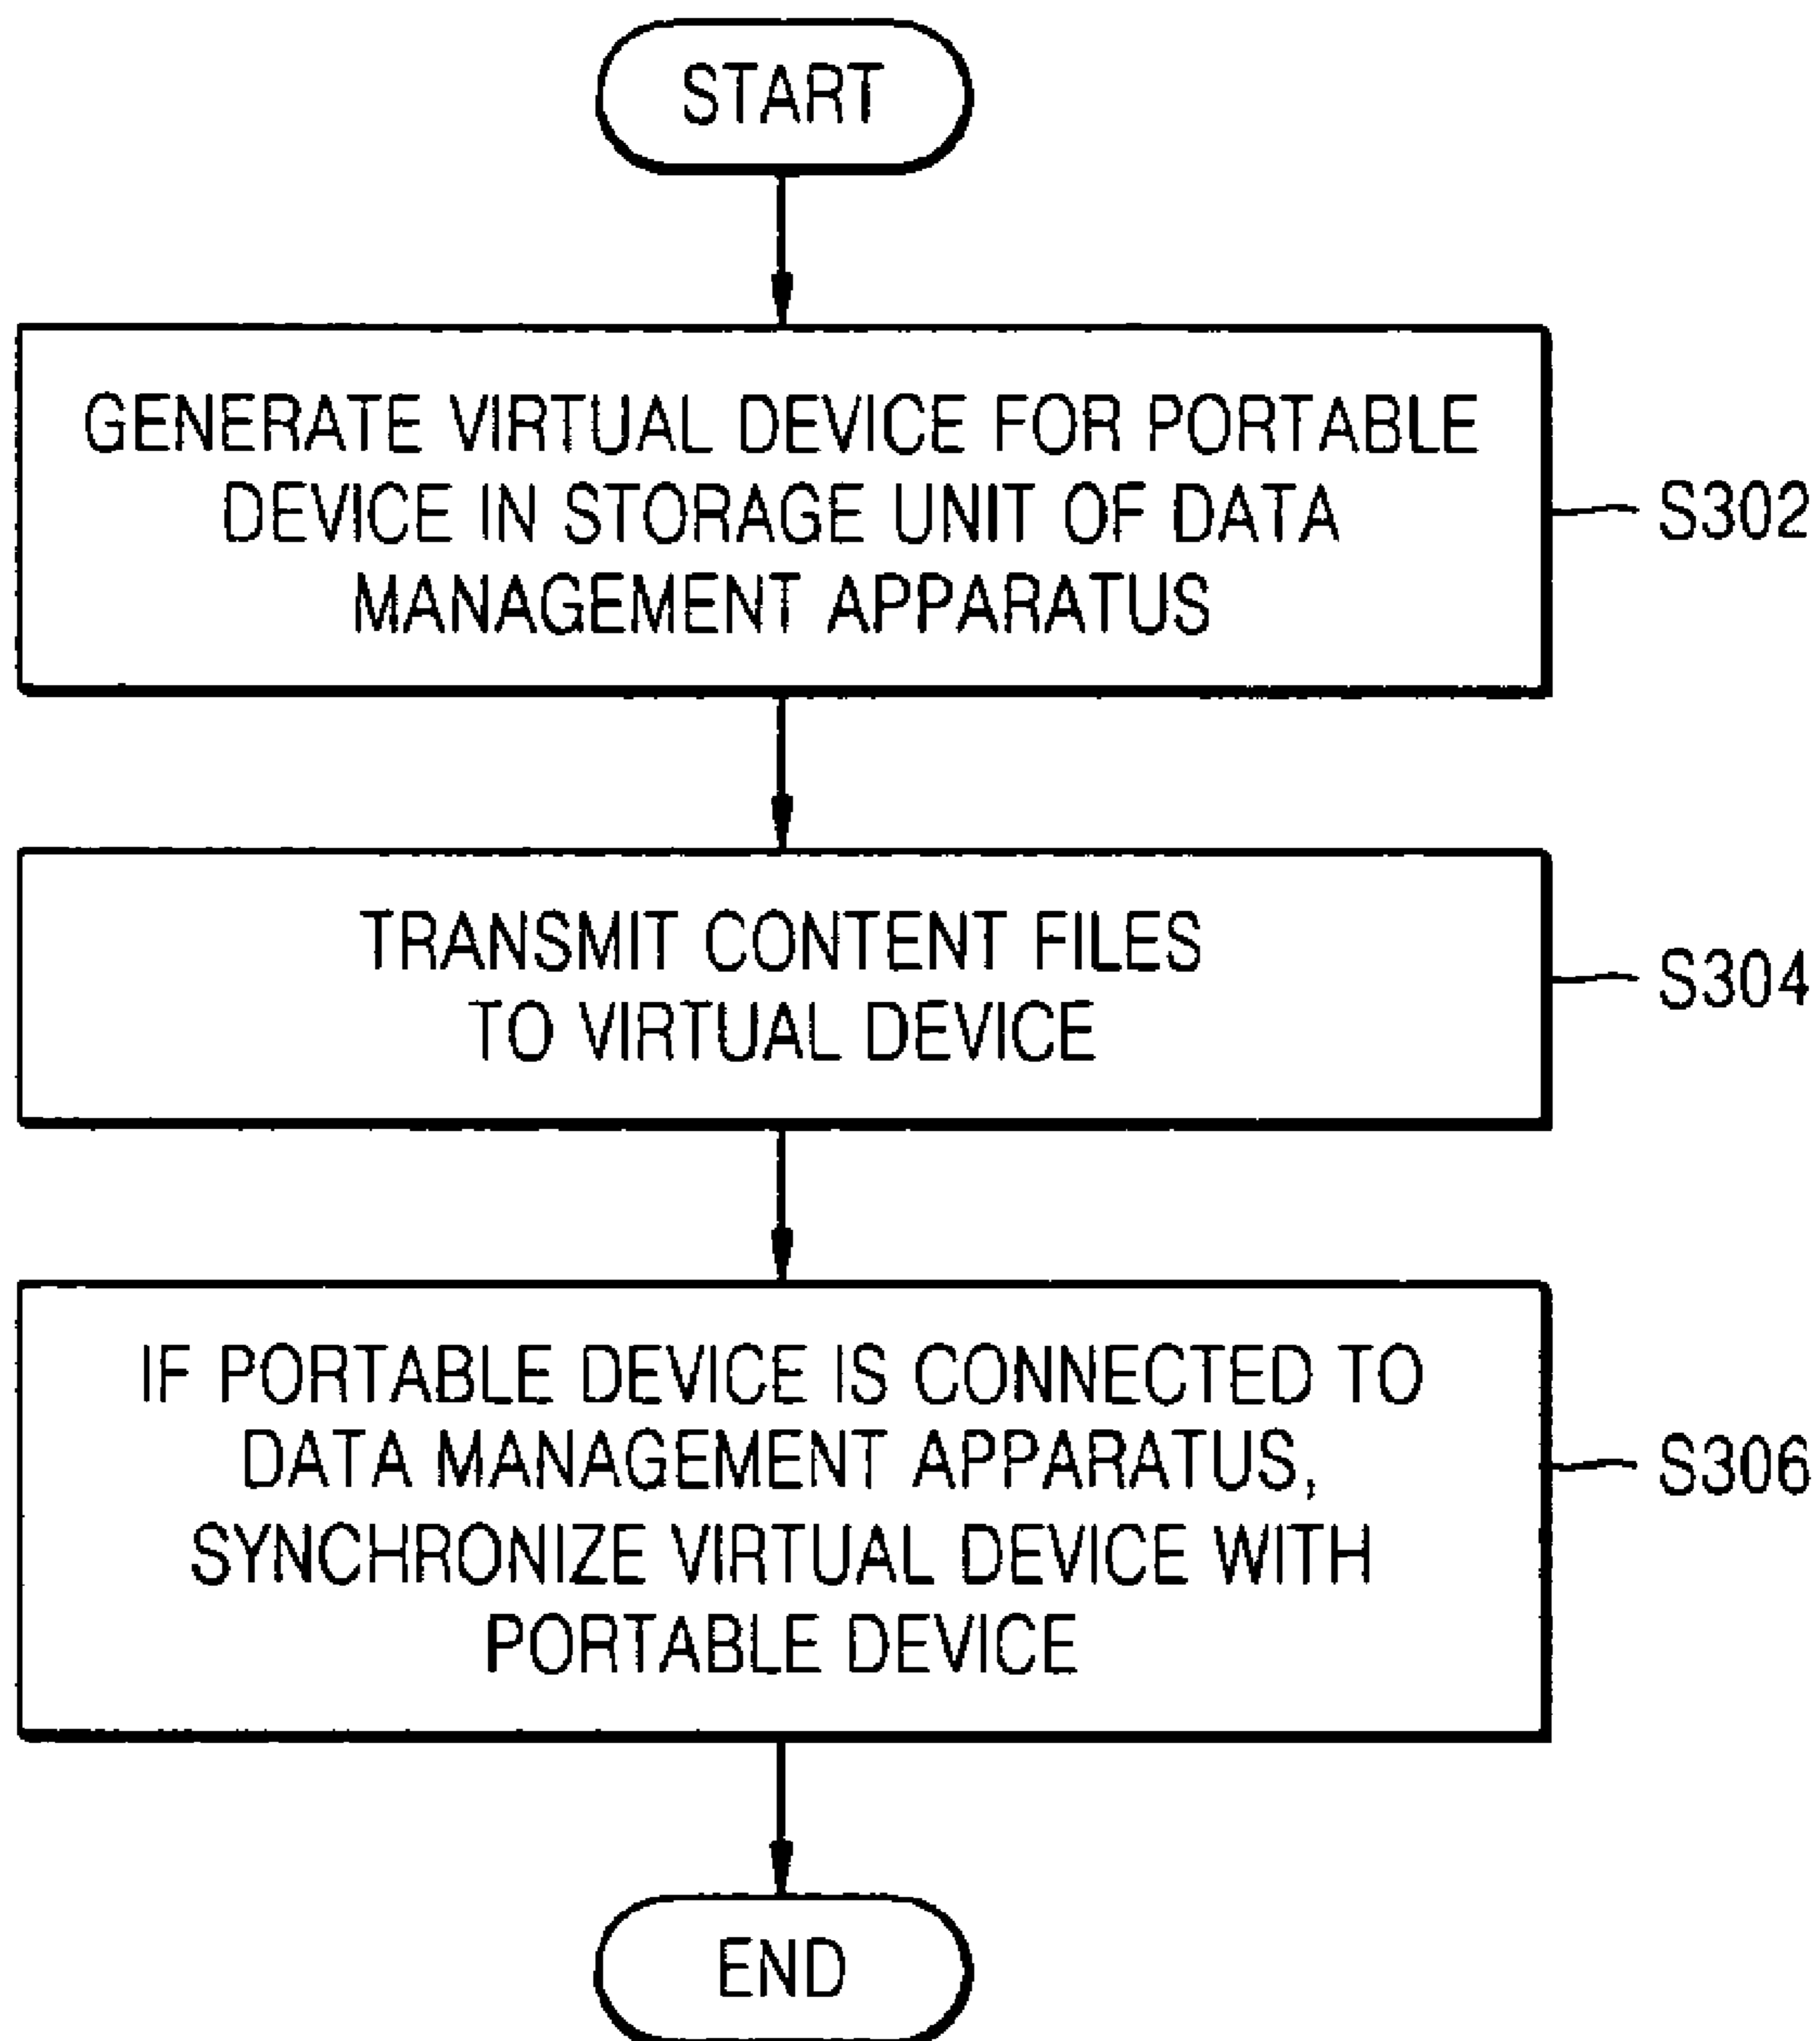 START
GENERATE VIRTUAL DEVICE FOR PORTABLE
DEVICE IN STORAGE UNIT OF DATA
MANAGEMENT APPARATUS
S302
TRANSMIT CONTENT FILES
TO VIRTUAL DEVICE
S304
IF PORTABLE DEVICE IS CONNECTED TO
DATA MANAGEMENT APPARATUS,
SYNCHRONIZE VIRTUAL DEVICE WITH
PORTABLE DEVICE
S306
END